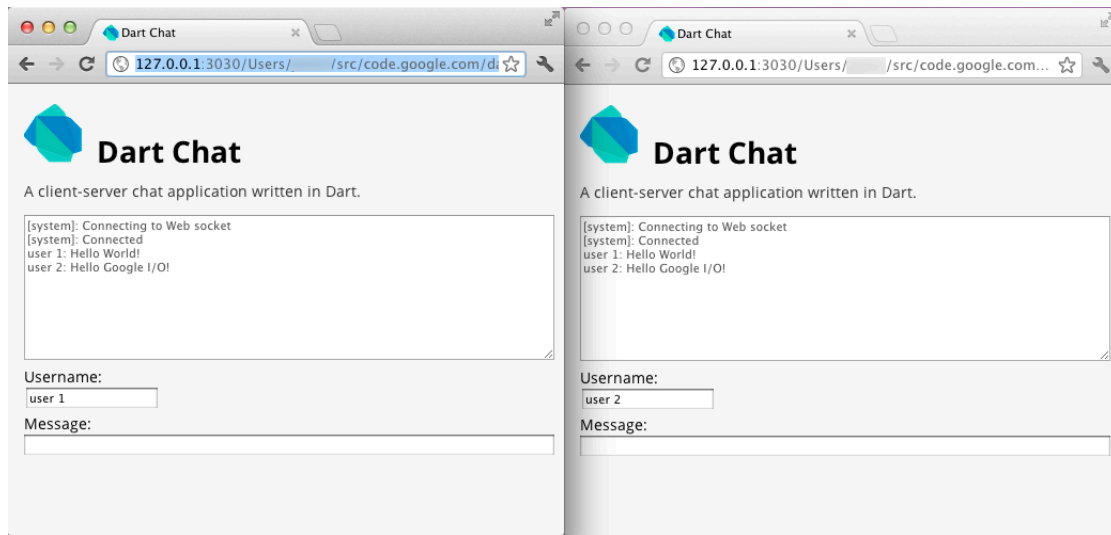 Dart Chat
127.0.0.1:3030/Users/ /src/code.google.com/d
Dart Chat
A client-server chat application written in Dart.
[system]: Connecting to Web socket
[system]: Connected
user 1: Hello World!
user 2: Hello Google I/O!
Username:
user 1
Message:
Dart Chat
127.0.0.1:3030/Users/ /src/code.google.com...
Dart Chat
A client-server chat application written in Dart.
[system]: Connecting to Web socket
[system]: Connected
user 1: Hello World!
user 2: Hello Google I/O!
Username:
user 2
Message: